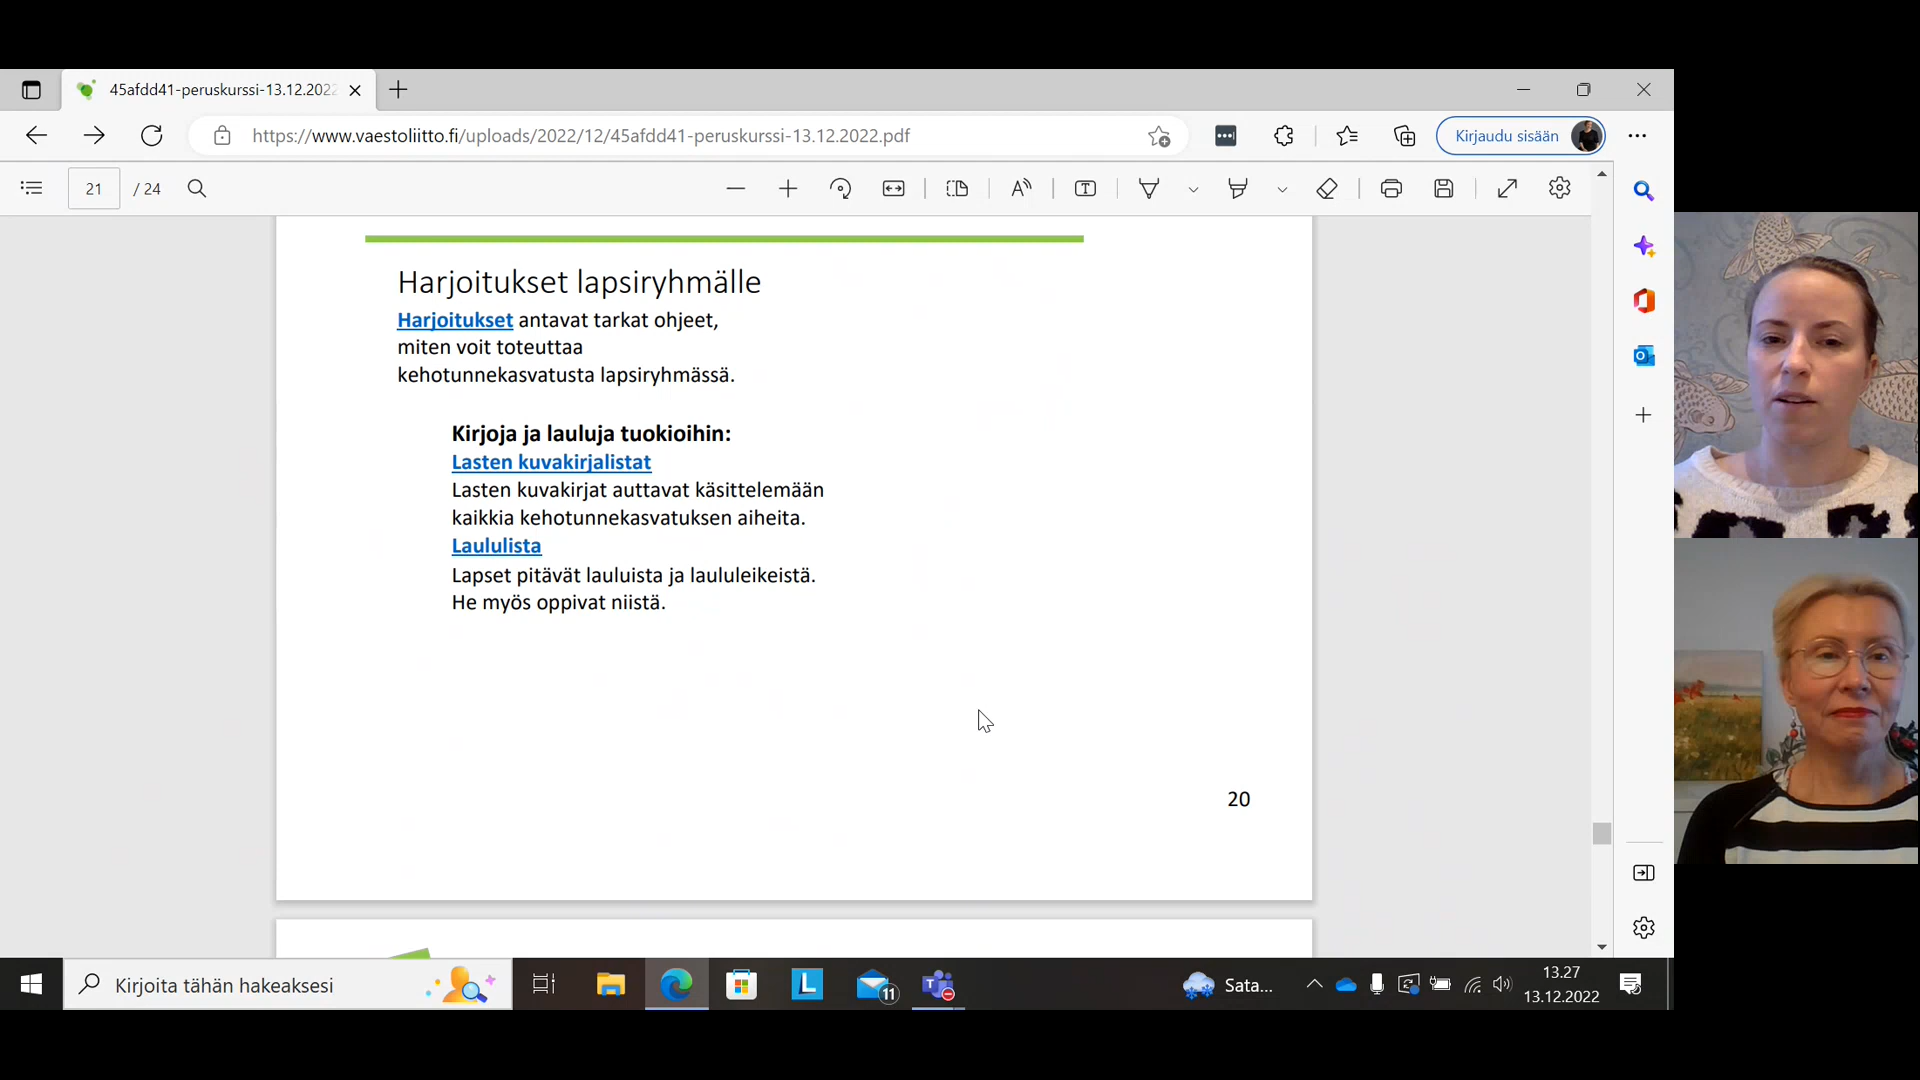 45afdd41-peruskurssi-13.12.2022
https://www.vaestoliitto.fi/uploads/2022/12/45afdd41-peruskurssi-13.12.2022.pdf
Kirjaudu sisään
21 / 24
Harjoitukset lapsiryhmälle
Harjoitukset antavat tarkat ohjeet,
miten voit toteuttaa
kehotunnekasvatusta lapsiryhmässä.
Kirjoja ja lauluja tuokioihin:
Lasten kuvakirjalistat
Lasten kuvakirjat auttavat käsittelemään
kaikkia kehotunnekasvatuksen aiheita.
Laululista
Lapset pitävät lauluista ja laululeikeistä.
He myös oppivat niistä.
20
Kirjoita tähän hakeaksesi
L
11
T
Sata...
13.27
13.12.2022